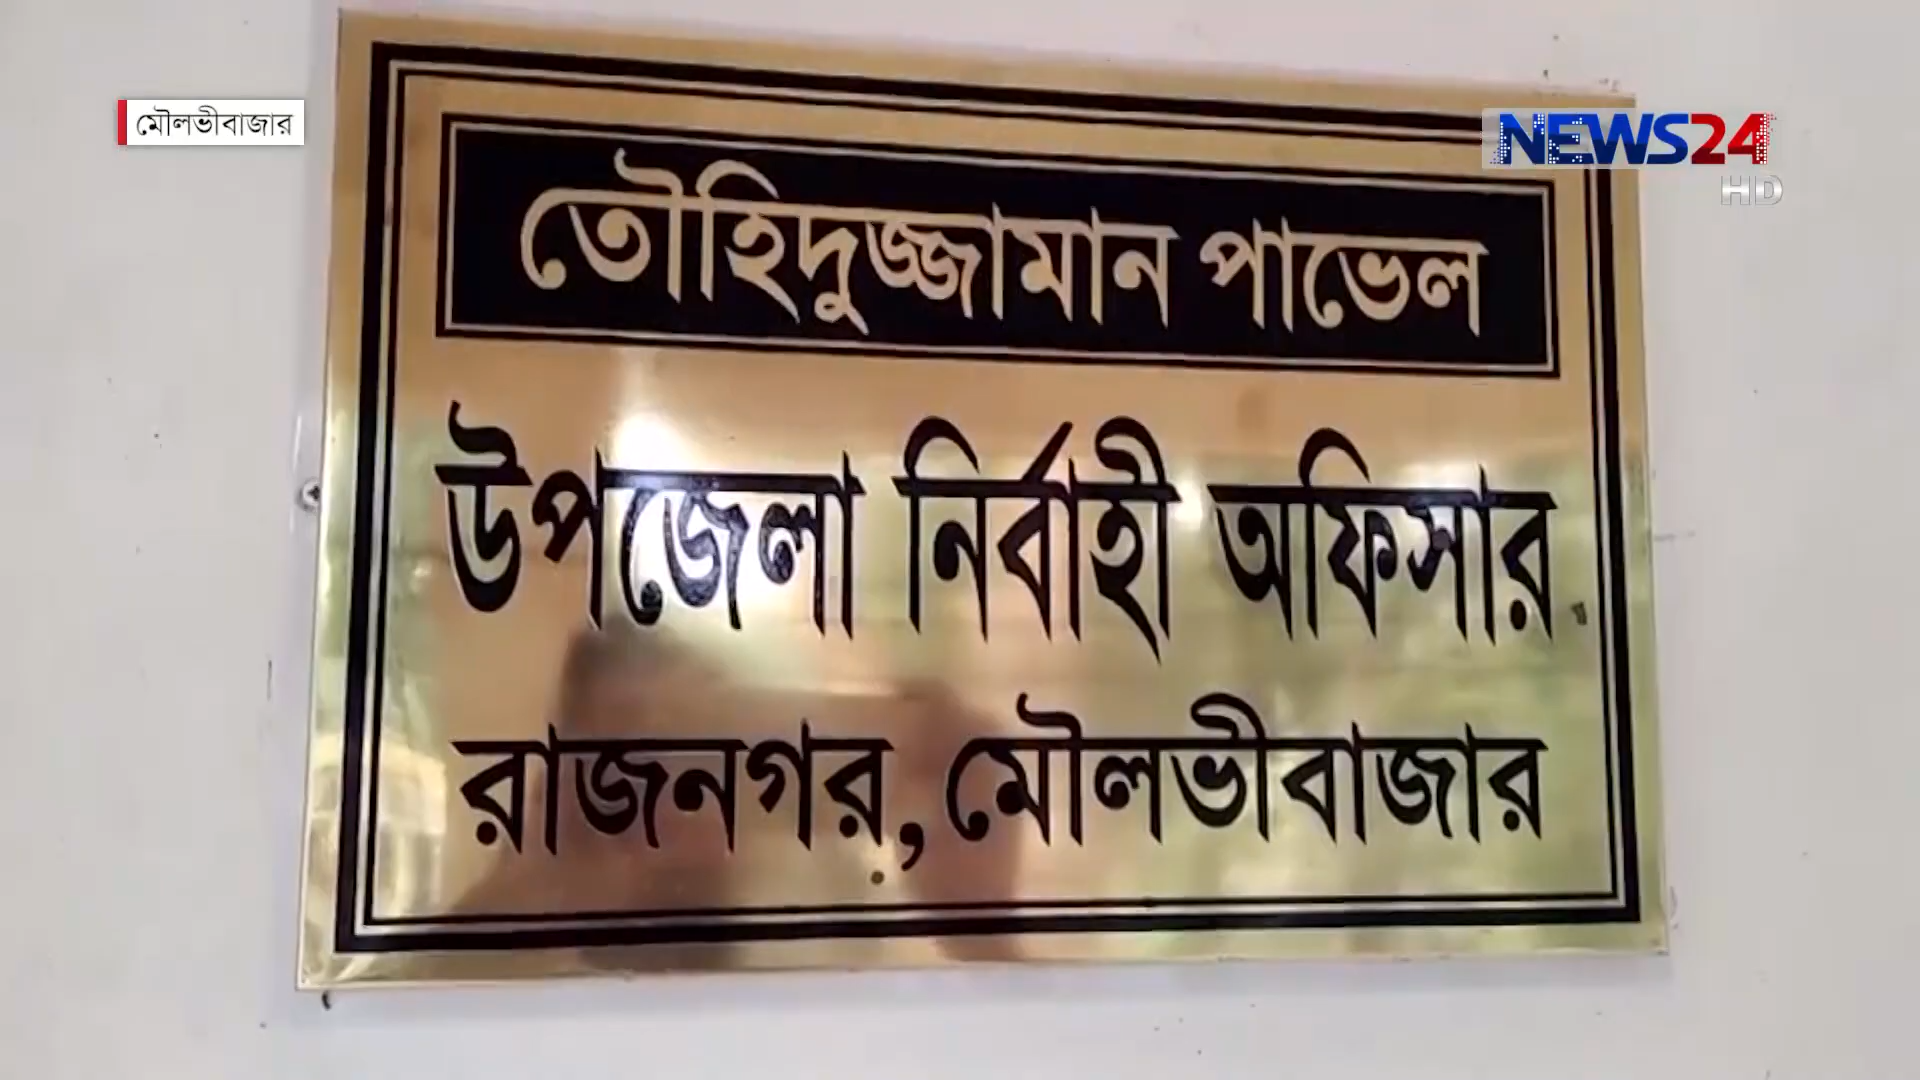 মৌলভীবাজার
NEWS24
HD
তৌহিদুজ্জামান পাভেল
উপজেলা নির্বাহী অফিসার
রাজনগর, মৌলভীবাজার